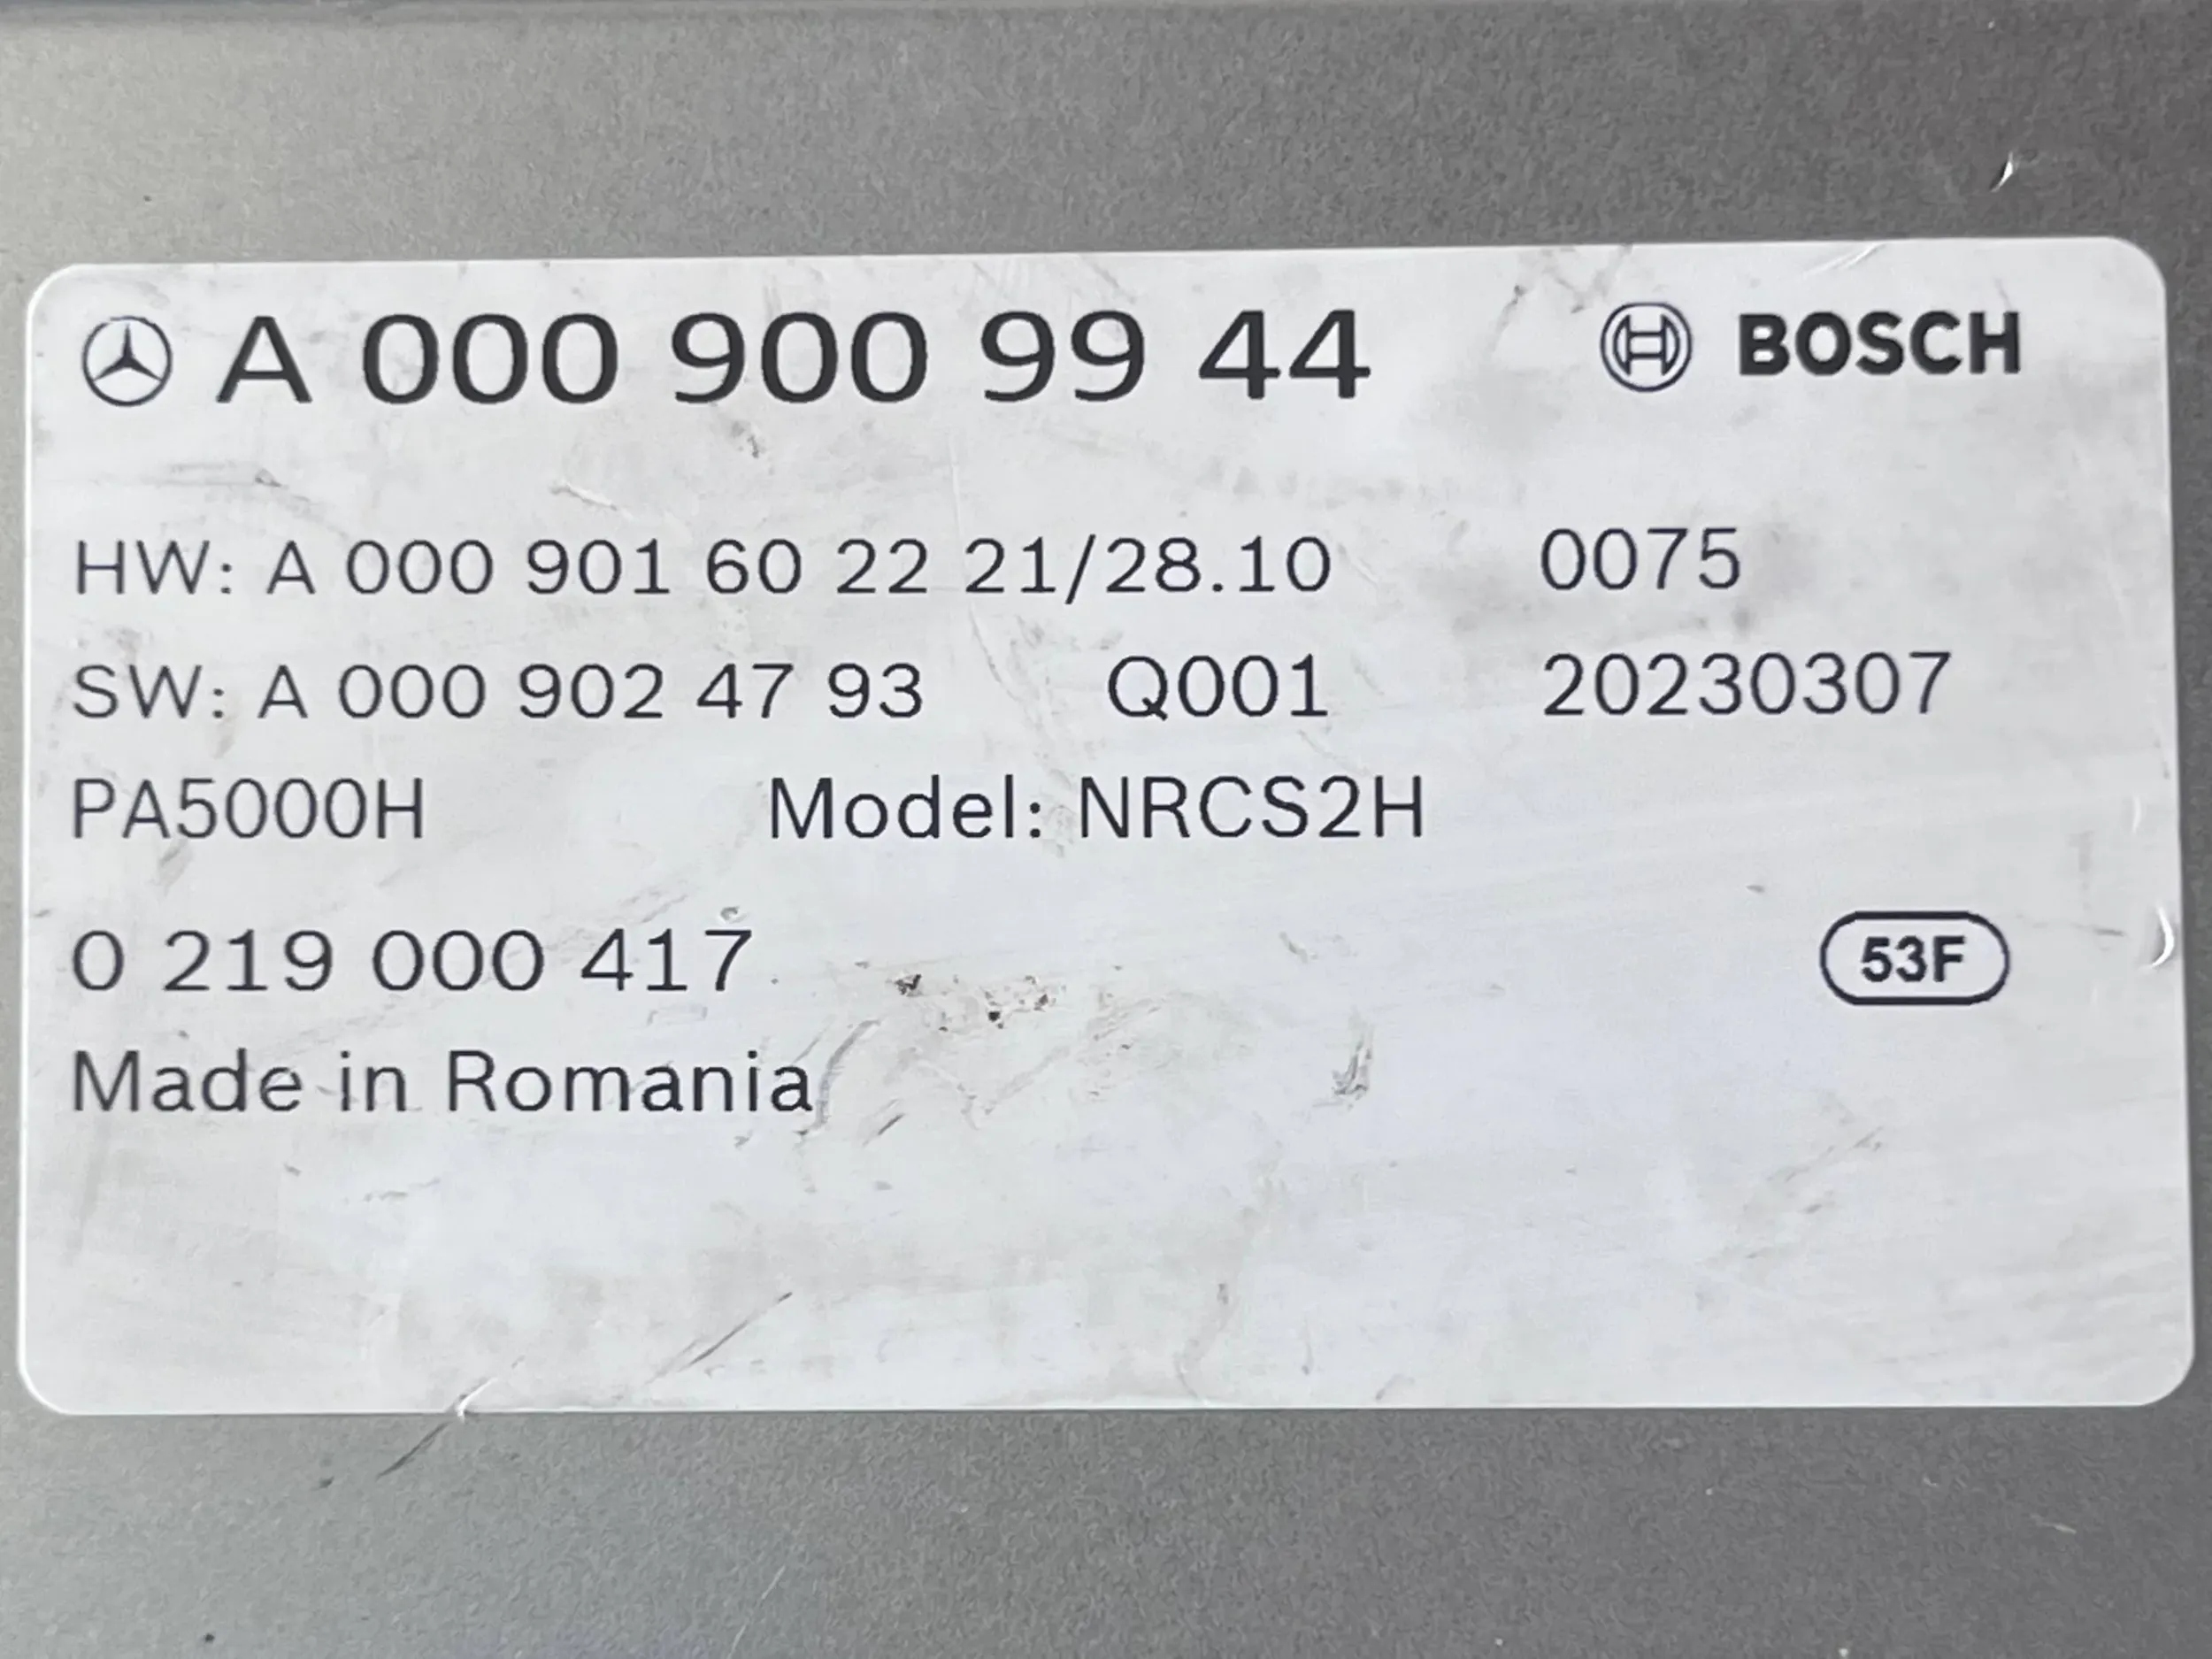 A 000 900 99 44 BOSCH
HW: A 000 901 60 22 21/28.10 0075
SW: A 000 902 47 93 Q001 20230307
PA5000H Model: NRCS2H
0 219 000 417 53F
Made in Romania